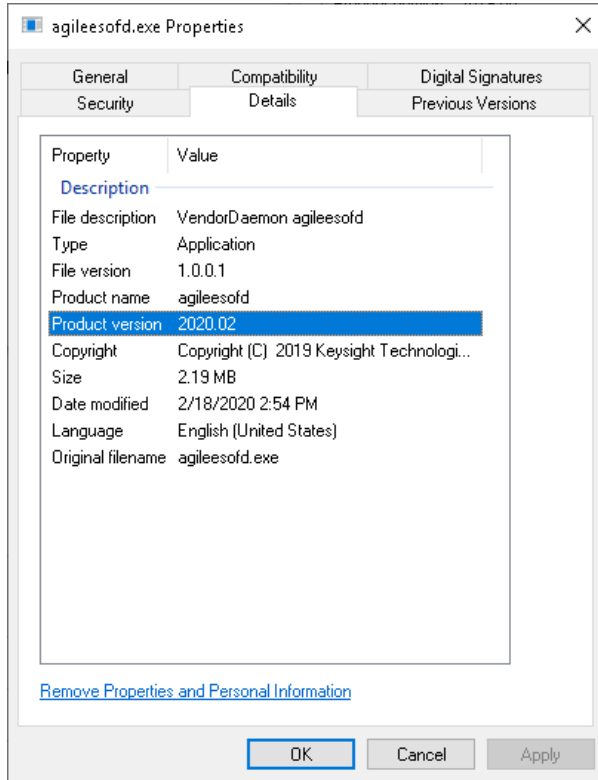 agileesofd.exe Properties
General Compatibility Digital Signatures
Security Details Previous Versions
Property Value
Description
File description VendorDaemon agileesofd
Type Application
File version 1.0.0.1
Product name agileesofd
Product version 2020.02
Copyright Copyright (C) 2019 Keysight Technologi...
Size 2.19 MB
Date modified 2/18/2020 2:54 PM
Language English (United States)
Original filename agileesofd.exe
Remove Properties and Personal Information
OK Cancel Apply